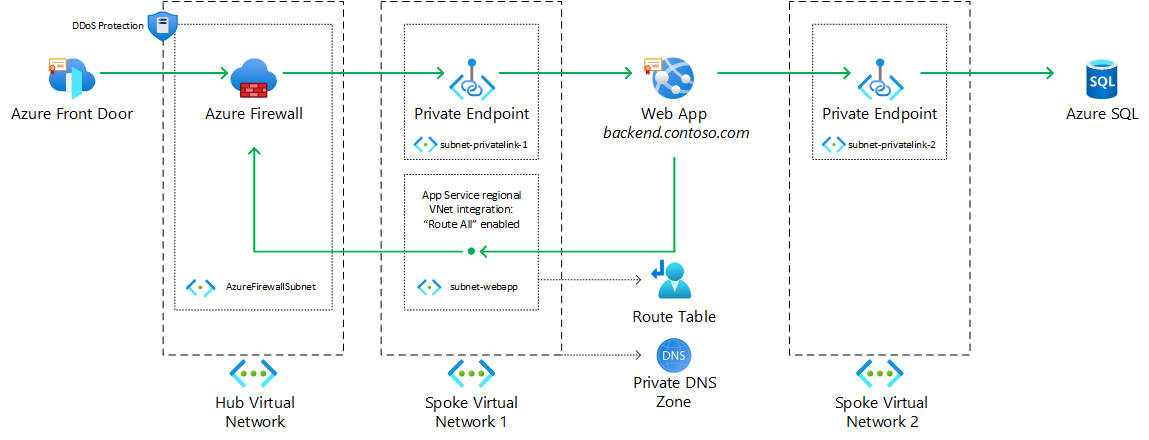 DDoS Protection
Azure Front Door
Azure Firewall
Private Endpoint
Web App
backend.contoso.com
Private Endpoint
SQL
Azure SQL
subnet-privatelink-1
subnet-privatelink-2
App Service regional
VNet integration:
“Route All” enabled
AzureFirewallSubnet
subnet-webapp
Route Table
DNS
Private DNS
Zone
Hub Virtual
Network
Spoke Virtual
Network 1
Spoke Virtual
Network 2